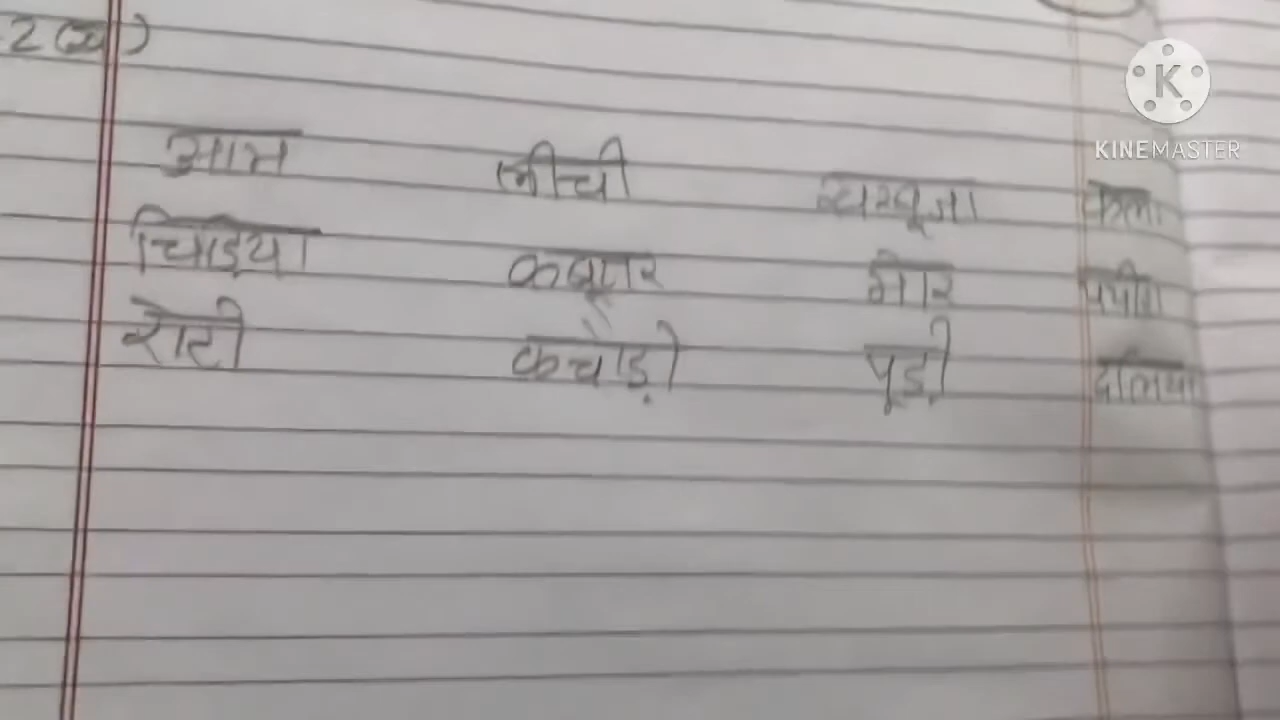 2 (ख)
आम लीची खरबूजा केला
चिड़िया कबूतर मोर पपीहा
रोटी कचौड़ी पूड़ी दलिया
KINEMASTER